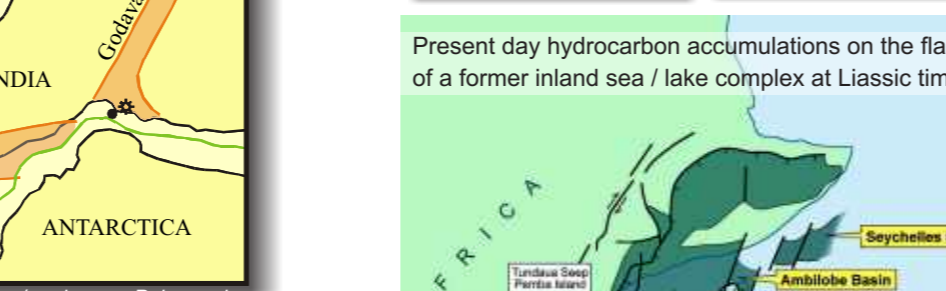 Godava
NDIA
ANTARCTICA
Present day hydrocarbon accumulations on the fla
of a former inland sea / lake complex at Liassic tim
F R I C A
Seychelles
Tundaua Seep
Pemba Island
Ambilobe Basin